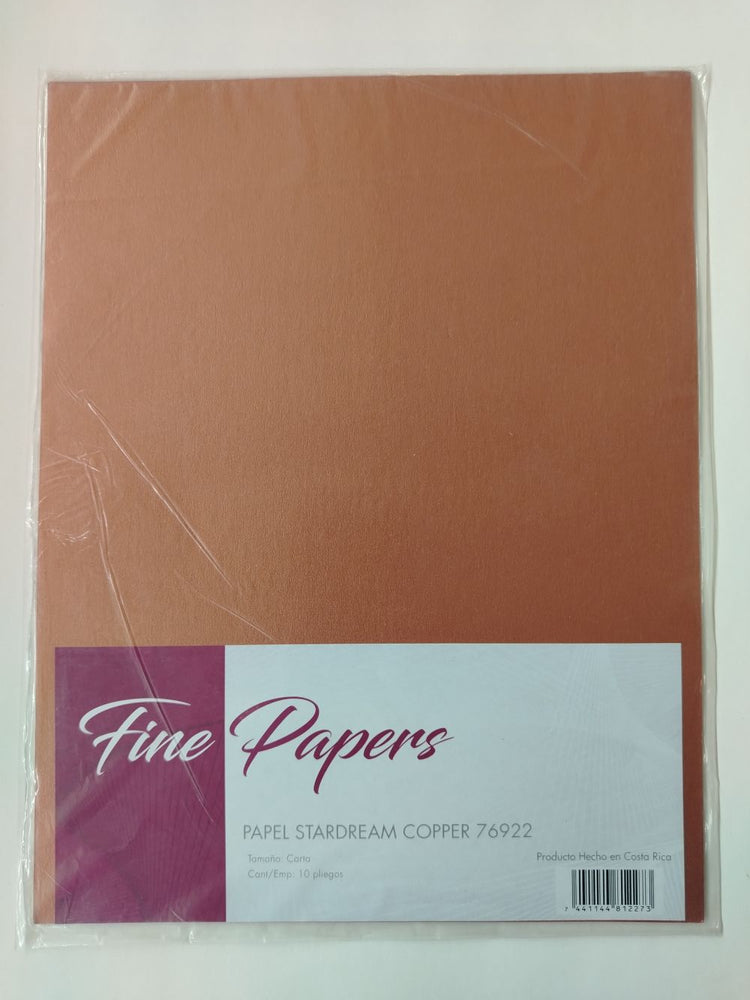 Fine Papers
PAPEL STARDREAM COPPER 76922
Tamaño: Carta
Cant/Emp: 10 pliegos
Producto Hecho en Costa Rica
7 441144 812273